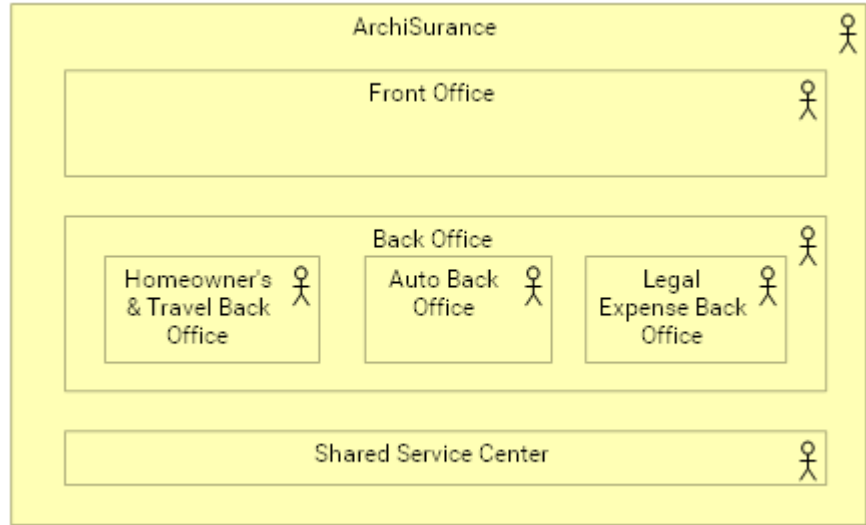 ArchiSurance
Front Office
Back Office
Homeowner's
& Travel Back
Office
Auto Back
Office
Legal
Expense Back
Office
Shared Service Center